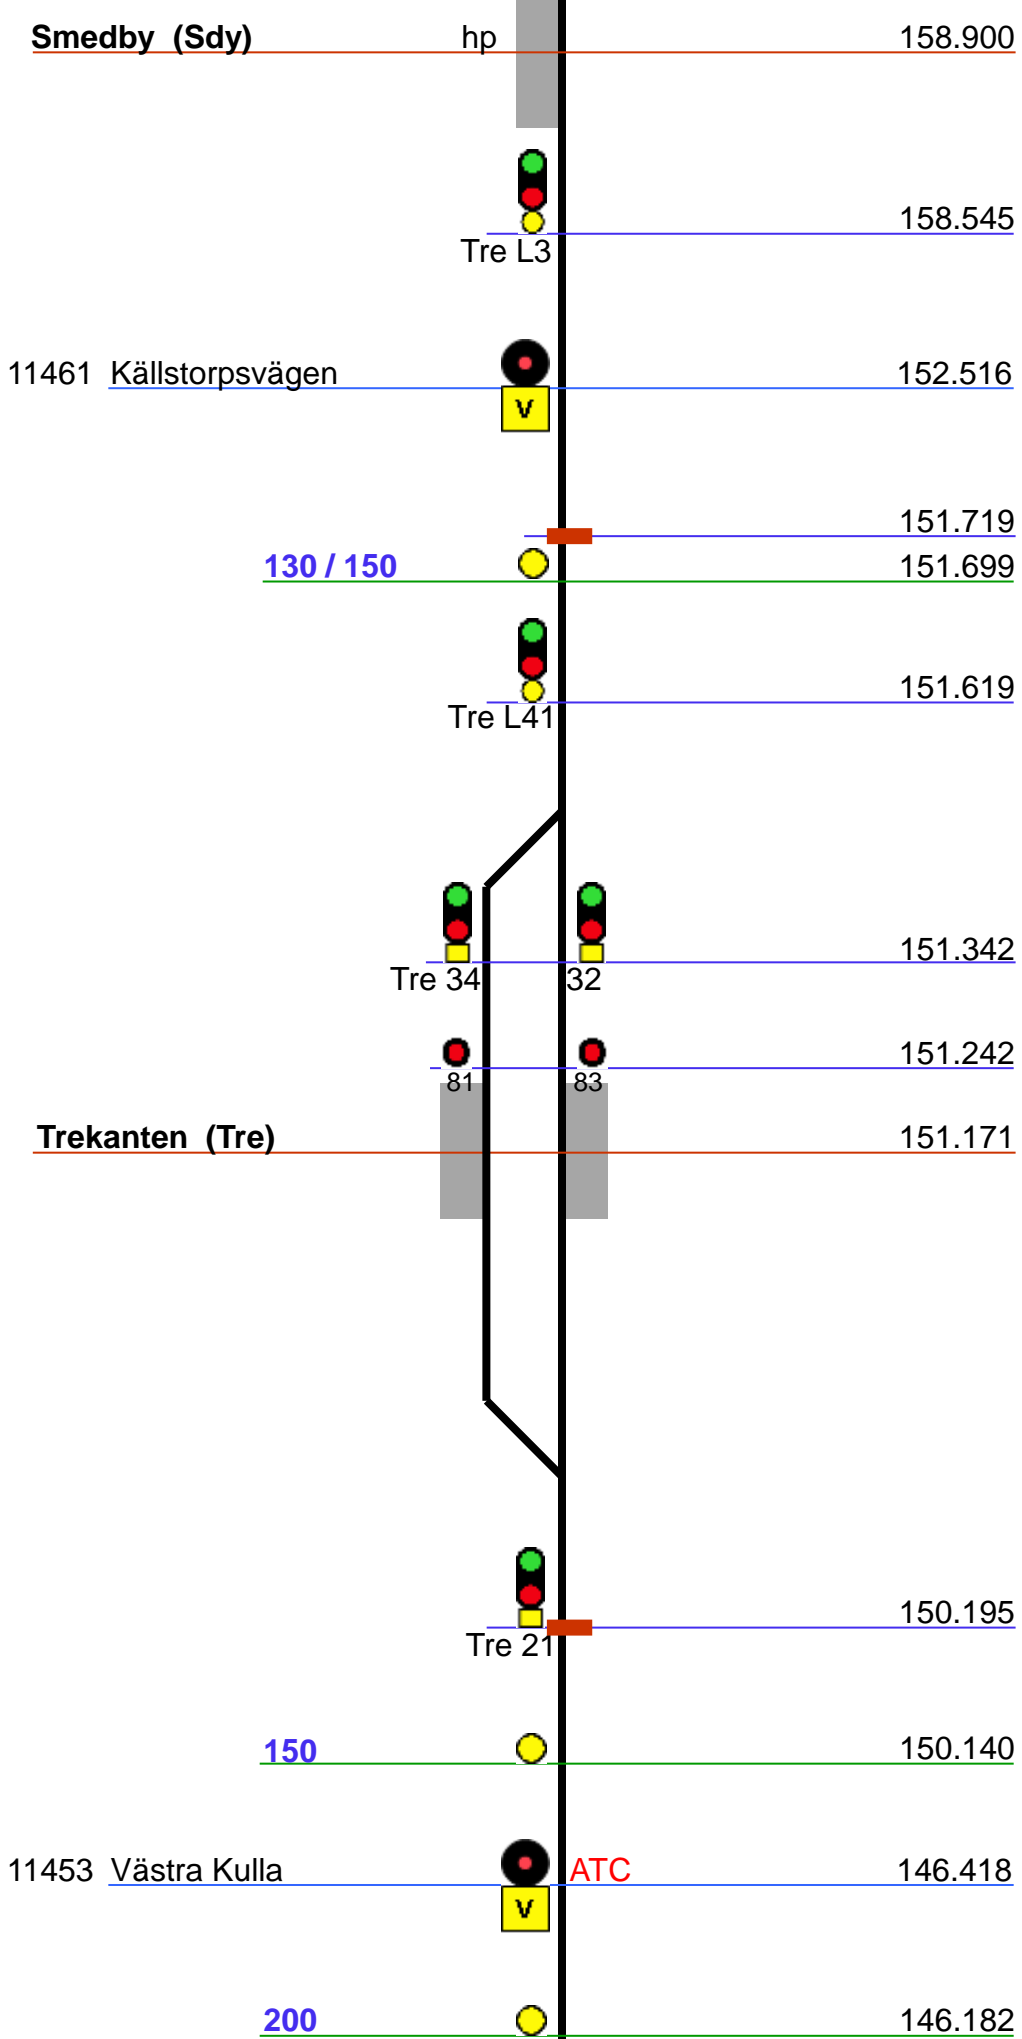 Smedby (Sdy) hp 158.900
158.545
Tre L3
11461 Källstorpsvägen 152.516
V
151.719
130 / 150 151.699
151.619
Tre L41
151.342
Tre 34 32
151.242
81 83
Trekanten (Tre) 151.171
150.195
Tre 21
150 150.140
11453 Västra Kulla ATC 146.418
V
200 146.182